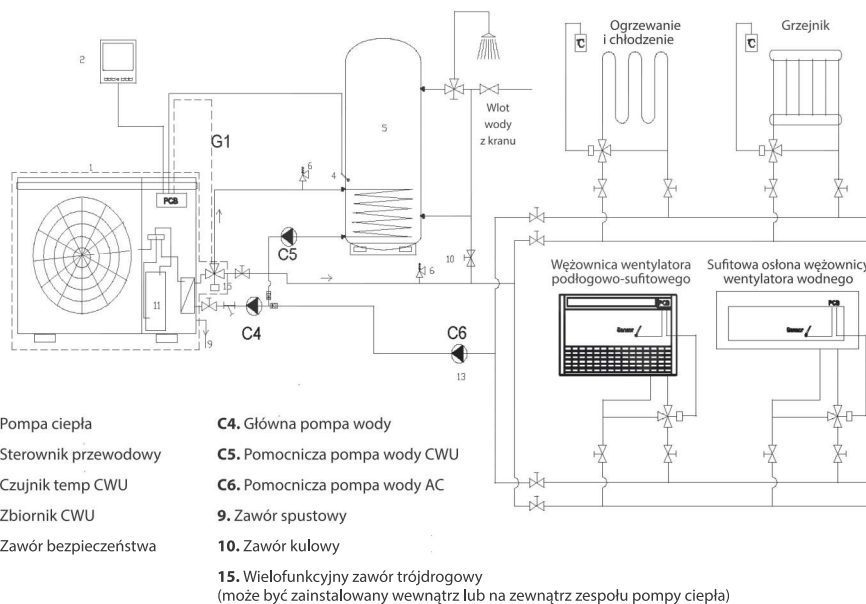 Ogrzewanie
i chłodzenie
Grzejnik
℃
℃
2
Wlot
wody
z kranu
5
G1
6
4
1
PCB
C5
10
6
15
11
C4
9
C6
13
Wężownica wentylatora
podłogowo-sufitowego
Sufitowa osłona wężownicy
wentylatora wodnego
PCB
Sensor
PCB
Sensor
Pompa ciepła
Sterownik przewodowy
Czujnik temp CWU
Zbiornik CWU
Zawór bezpieczeństwa
C4. Główna pompa wody
C5. Pomocnicza pompa wody CWU
C6. Pomocnicza pompa wody AC
9. Zawór spustowy
10. Zawór kulowy
15. Wielofunkcyjny zawór trójdrogowy
(może być zainstalowany wewnątrz lub na zewnątrz zespołu pompy ciepła)